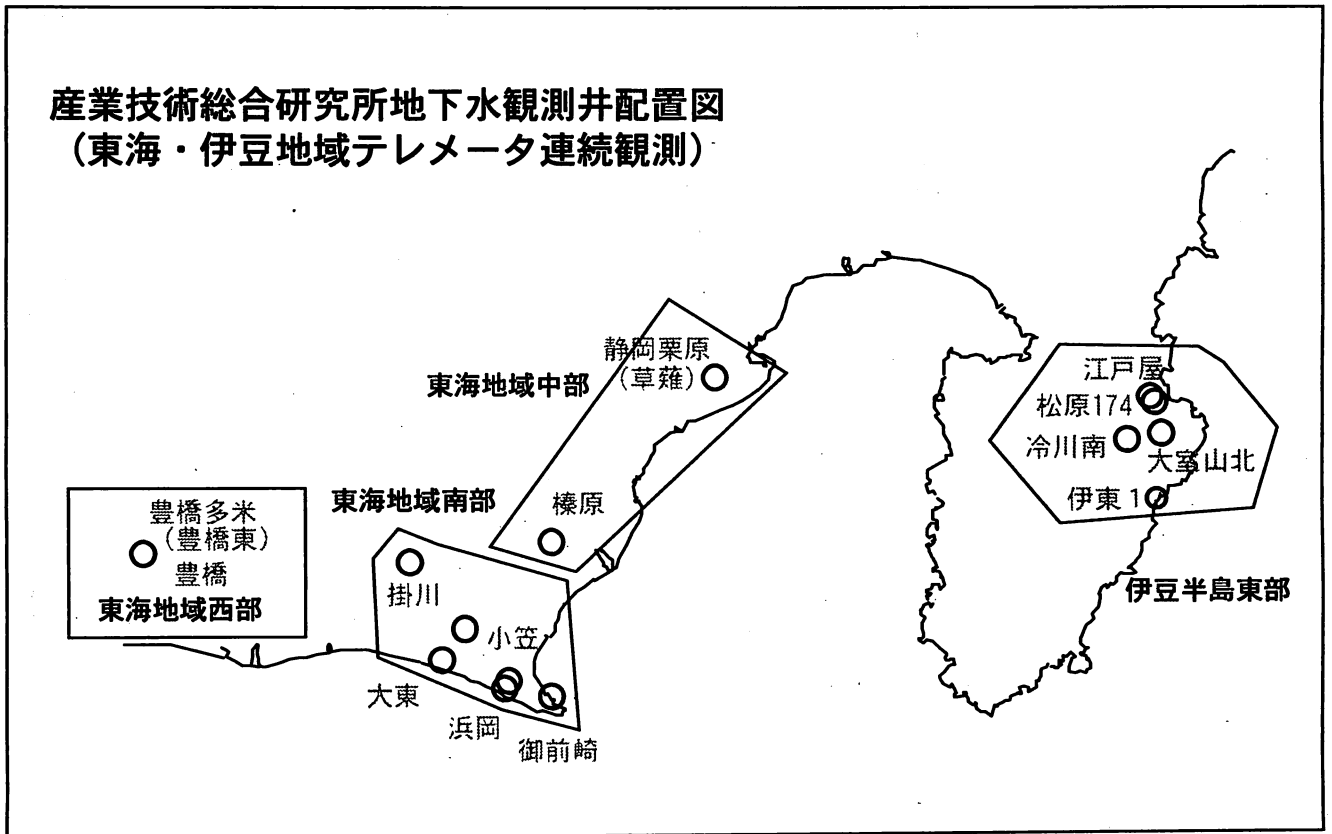 産業技術総合研究所地下水観測井配置図
（東海・伊豆地域テレメータ連続観測）
静岡栗原
（草薙）
東海地域中部
江戸屋
松原174
冷川南
大室山北
伊東1
伊豆半島東部
東海地域南部
榛原
豊橋多米
（豊橋東）
豊橋
東海地域西部
掛川
小笠
大東
浜岡
御前崎